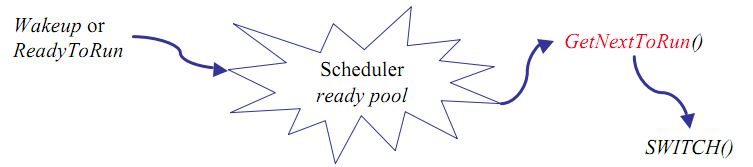 Wakeup or
ReadyToRun
Scheduler
ready pool
GetNextToRun()
SWITCH()